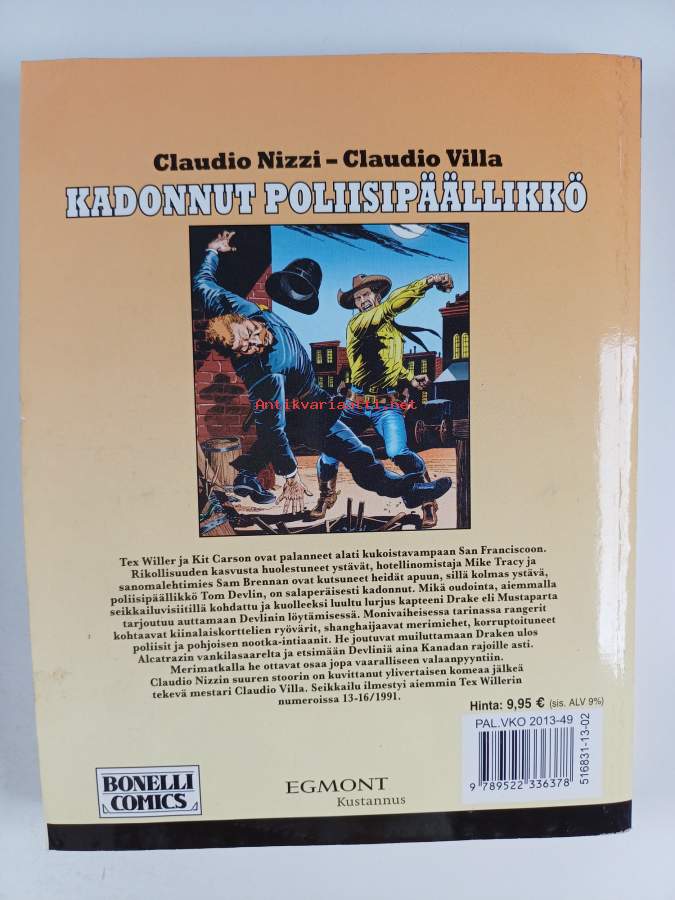 Claudio Nizzi – Claudio Villa
KADONNUT POLIISIPÄÄLLIKKÖ
Antikvariaatti.net
Tex Willer ja Kit Carson ovat palanneet alati kukoistavampaan San Franciscoon.
Rikollisuuden kasvusta huolestuneet ystävät, hotellinomistaja Mike Tracy ja
sanomalehtimies Sam Brennan ovat kutsuneet heidät apuun, sillä kolmas ystävä,
poliisipäällikkö Tom Devlin, on salaperäisesti kadonnut. Mikä oudointa, aiemmalla
seikkailuvisiitillä kohdattu ja kuolleeksi luultu lurjus kapteeni Drake eli Mustaparta
tarjoutuu auttamaan Devlinin löytämisessä. Monivaiheisessa tarinassa rangerit
kohtaavat kiinalaiskorttelien ryövärit, shanghaijaavat merimiehet, korruptoituneet
poliisit ja pohjoisen nootka-intiaanit. He joutuvat muiluttamaan Draken ulos
Alcatrazin vankilasaarelta ja etsimään Devliniä aina Kanadan rajoille asti.
Merimatkalla he ottavat osaa jopa vaaralliseen valaanpyyntiin.
Claudio Nizzin suuren stoorin on kuvittanut ylivertaisen komeaa jälkeä
tekevä mestari Claudio Villa. Seikkailu ilmestyi aiemmin Tex Willerin
numeroissa 13-16/1991.
Hinta: 9,95 € (sis. ALV 9%)
PAL.VKO 2013-49
516831-13-02
9 789522 336378
BONELLI
COMICS
EGMONT
Kustannus